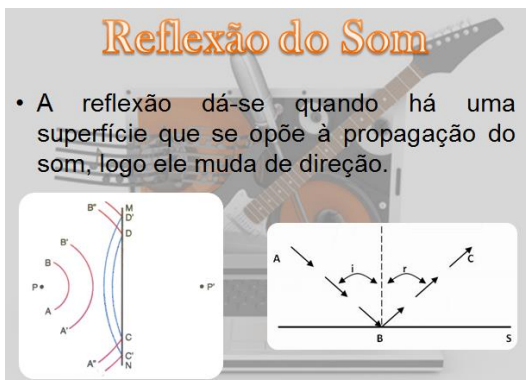 Reflexão do Som
• A reflexão dá-se quando há uma
superfície que se opõe à propagação do
som, logo ele muda de direção.
B" M
D'
D
B'
B
P P'
A
A'
C
C'
A" N
A i r C
B S